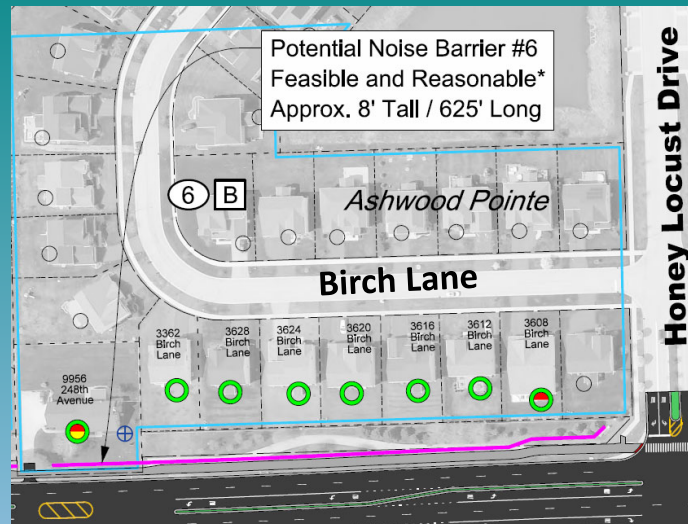 Potential Noise Barrier #6
Feasible and Reasonable*
Approx. 8' Tall / 625' Long
Honey Locust Drive
6 B
Ashwood Pointe
Birch Lane
3362
Birch
Lane
3628
Birch
Lane
3624
Birch
Lane
3620
Birch
Lane
3616
Birch
Lane
3612
Birch
Lane
3608
Birch
Lane
9956
248th
Avenue